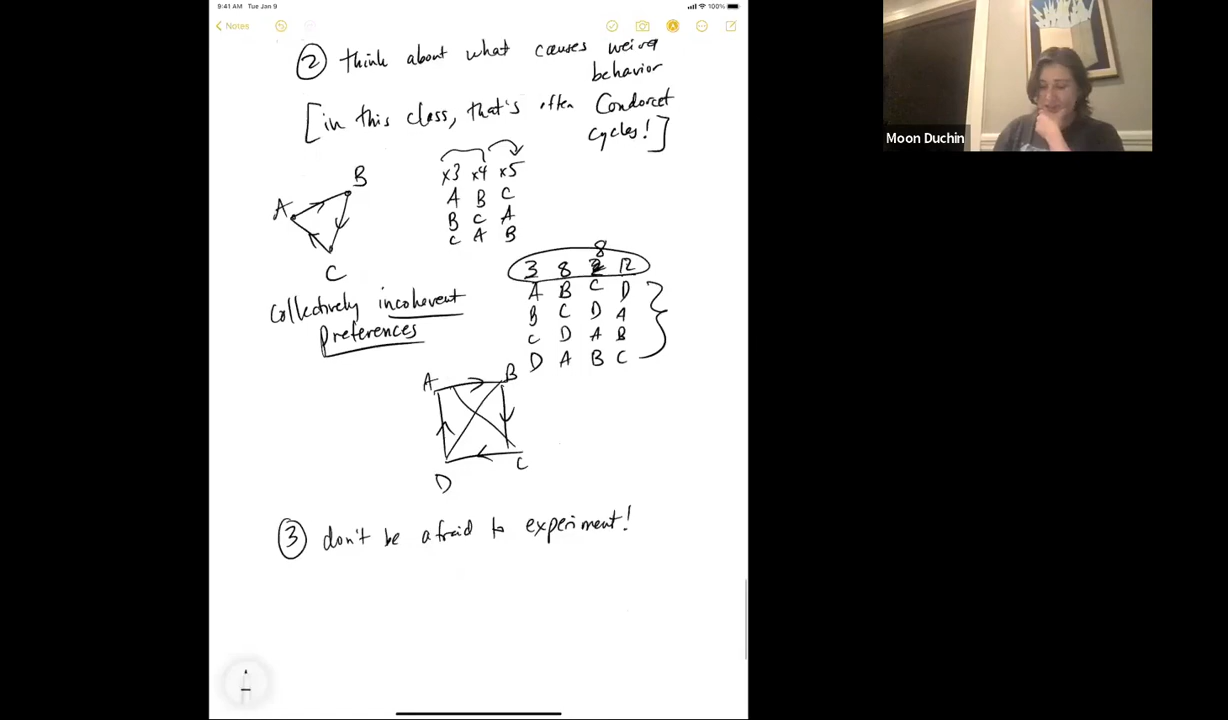 9:41 AM Tue Jan 9
100%
Notes
② think about what causes weird
behavior
[in this class, that's often Condorcet
cycles!]
B
A
C
x3 x4 x5
A B C
B C A
C A B
Collectively incoherent
preferences
8
3 8 12
A B C D
B C D A
C D A B
D A B C
A B
D C
③ don't be afraid to experiment!
Moon Duchin